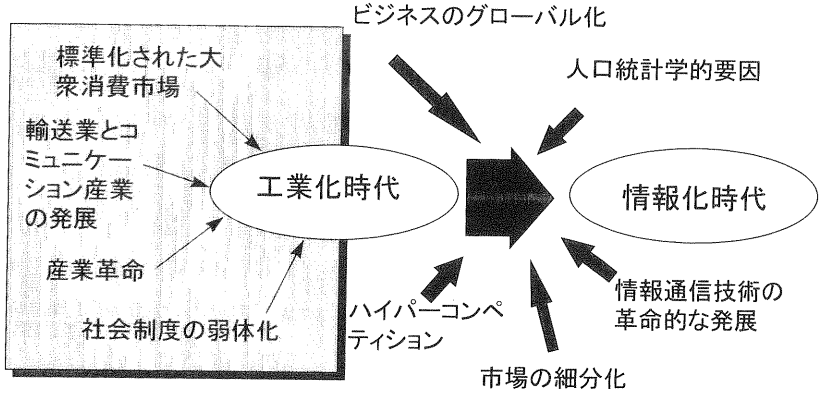 ビジネスのグローバル化
標準化された大
衆消費市場
人口統計学的要因
輸送業とコ
ミュニケー
ション産業
の発展
工業化時代
情報化時代
産業革命
社会制度の弱体化
ハイパーコンペ
ティション
情報通信技術の
革命的な発展
市場の細分化